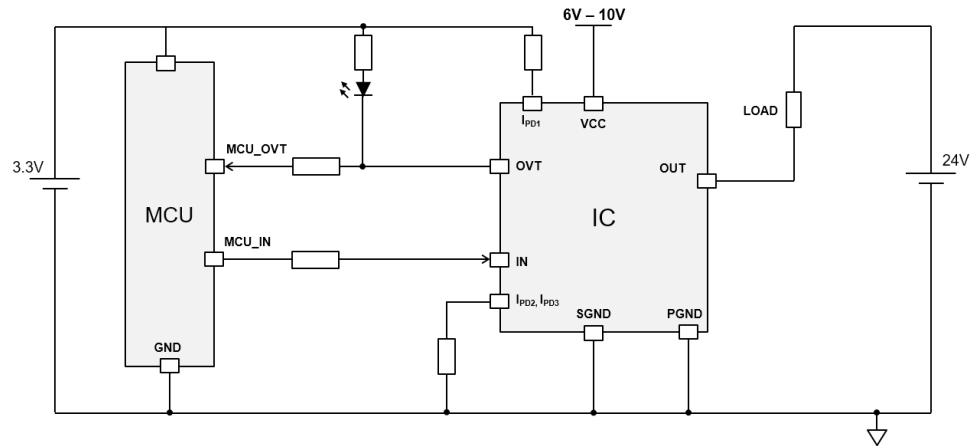 6V – 10V
I_PD1
VCC
LOAD
3.3V
MCU_OVT
OVT
OUT
24V
MCU
IC
MCU_IN
IN
I_PD2, I_PD3
SGND
PGND
GND